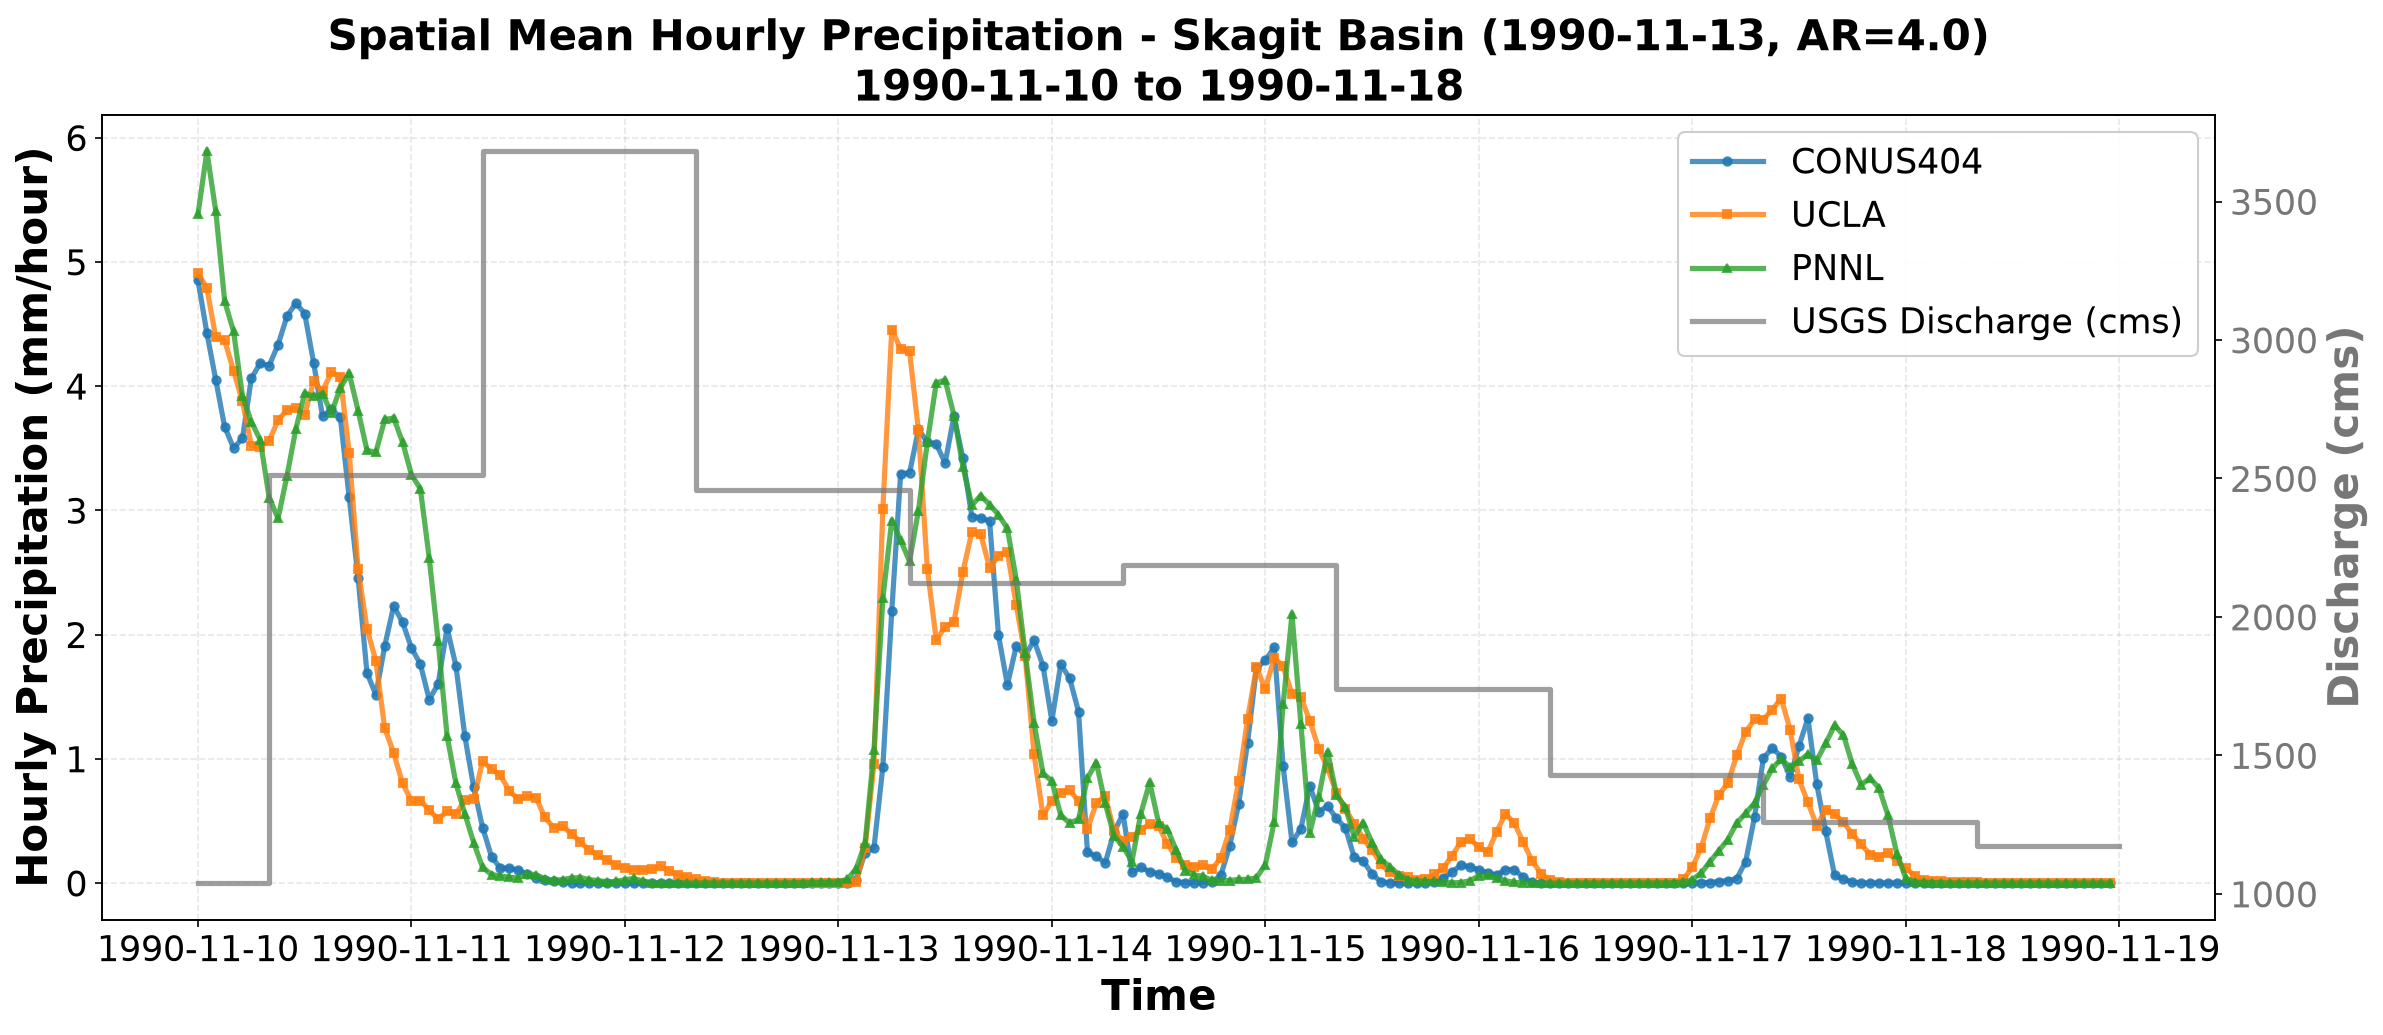 Spatial Mean Hourly Precipitation - Skagit Basin (1990-11-13, AR=4.0)
1990-11-10 to 1990-11-18
Hourly Precipitation (mm/hour)
6
5
4
3
2
1
0
CONUS404
UCLA
PNNL
USGS Discharge (cms)
3500
3000
2500
2000
1500
1000
Discharge (cms)
1990-11-10 1990-11-11 1990-11-12 1990-11-13 1990-11-14 1990-11-15 1990-11-16 1990-11-17 1990-11-18 1990-11-19
Time